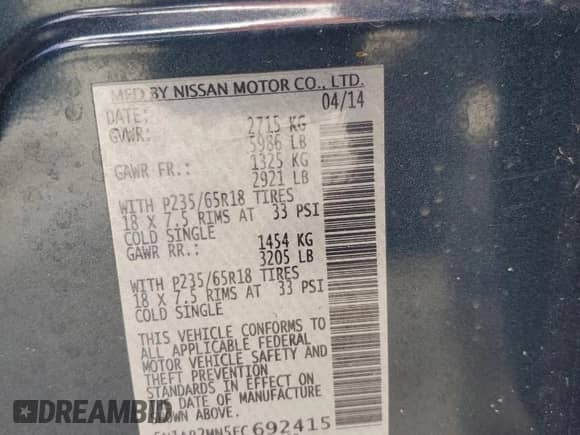 MFD BY NISSAN MOTOR CO., LTD.
DATE: 04/14
GVWR: 2715 KG
5986 LB
GAWR FR.: 1325 KG
2921 LB
WITH P235/65R18 TIRES
18 X 7.5 RIMS AT 33 PSI
COLD SINGLE
GAWR RR.: 1454 KG
3205 LB
WITH P235/65R18 TIRES
18 X 7.5 RIMS AT 33 PSI
COLD SINGLE
THIS VEHICLE CONFORMS TO
ALL APPLICABLE FEDERAL
MOTOR VEHICLE SAFETY AND
THEFT PREVENTION
STANDARDS IN EFFECT ON
THE DATE OF MANUFACTURE
SHOWN ABOVE.
5N1AR2MN5EC692415
DREAMBID
.COM